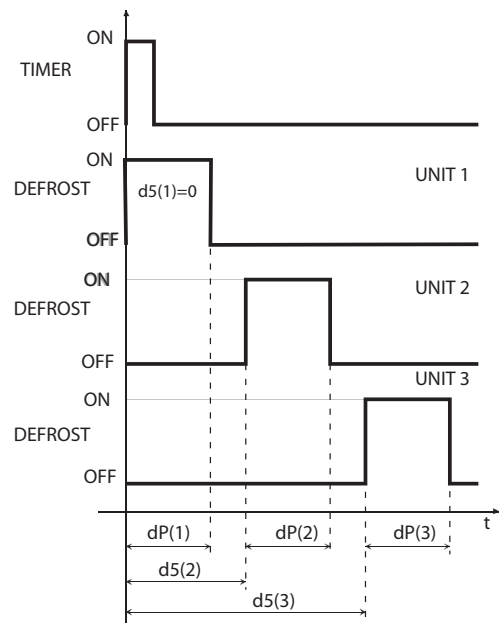 ON
TIMER
OFF
ON
UNIT 1
DEFROST
d5(1)=0
OFF
ON
UNIT 2
DEFROST
OFF
UNIT 3
ON
DEFROST
OFF
t
dP(1)
dP(2)
dP(3)
d5(2)
d5(3)